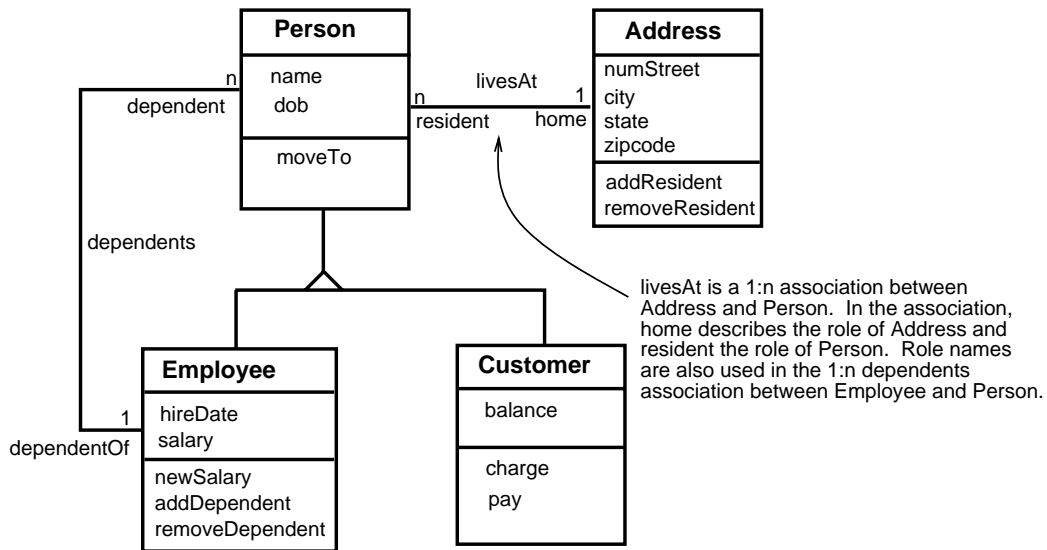 Person
name
dob
moveTo
Address
numStreet
city
state
zipcode
addResident
removeResident
n
dependent
livesAt
n
1
resident
home
dependents
livesAt is a 1:n association between
Address and Person.  In the association,
home describes the role of Address and
resident the role of Person.  Role names
are also used in the 1:n dependents
association between Employee and Person.
Employee
hireDate
salary
newSalary
addDependent
removeDependent
1
dependentOf
Customer
balance
charge
pay